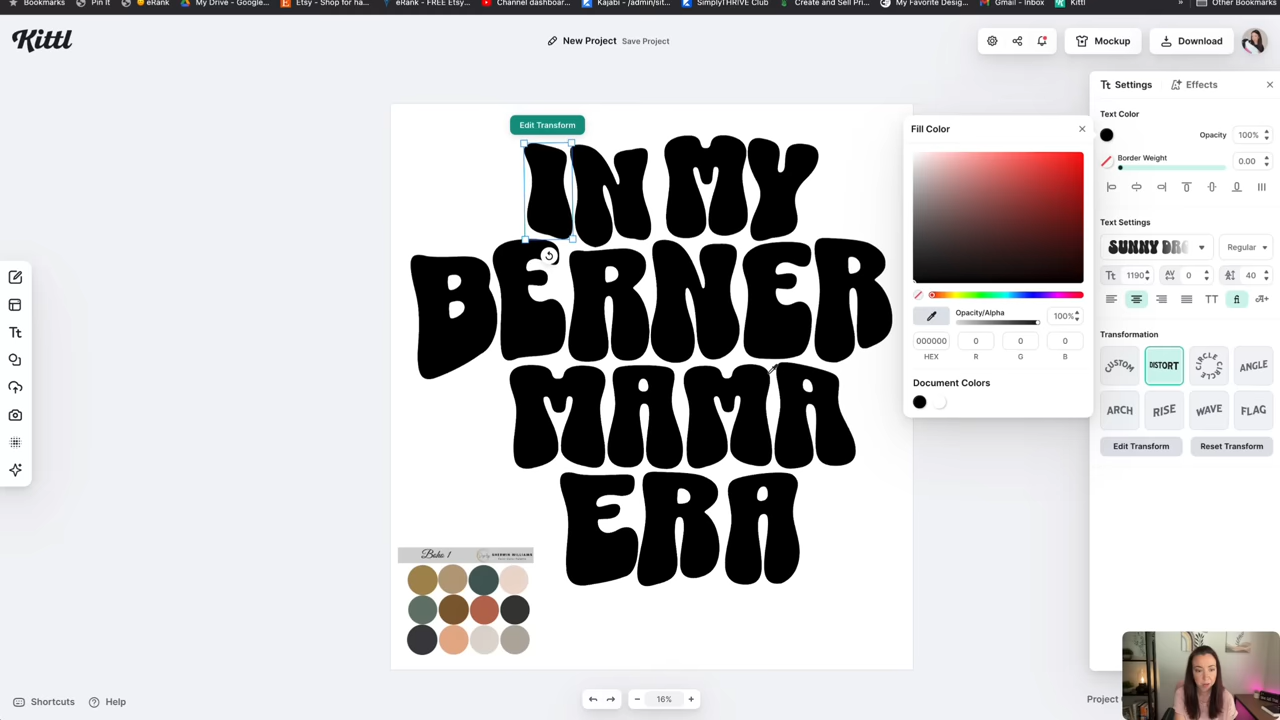 Bookmarks
Pin It
eRank
My Drive - Google...
Etsy - Shop for ha...
eRank - FREE Etsy...
Channel dashboar...
Kajabi - /admin/sit...
SimplyTHRIVE Club
Create and Sell Pri...
My Favorite Desig...
Gmail - Inbox
Kittl
»
Other Bookmarks
Kittl
New Project
Save Project
Mockup
Download
Settings
Effects
Text Color
Opacity
100%
Border Weight
0.00
Text Settings
SUNNY DRO
Regular
1190
0
40
Transformation
CUSTOM
DISTORT
CIRCLE CIRCLE
ANGLE
ARCH
RISE
WAVE
FLAG
Edit Transform
Reset Transform
Fill Color
Opacity/Alpha
100%
000000
0
0
0
HEX
R
G
B
Document Colors
Edit Transform
IN MY
BERNER
MAMA
ERA
Boho 1
SHERWIN WILLIAMS
Shortcuts
Help
16%
Project